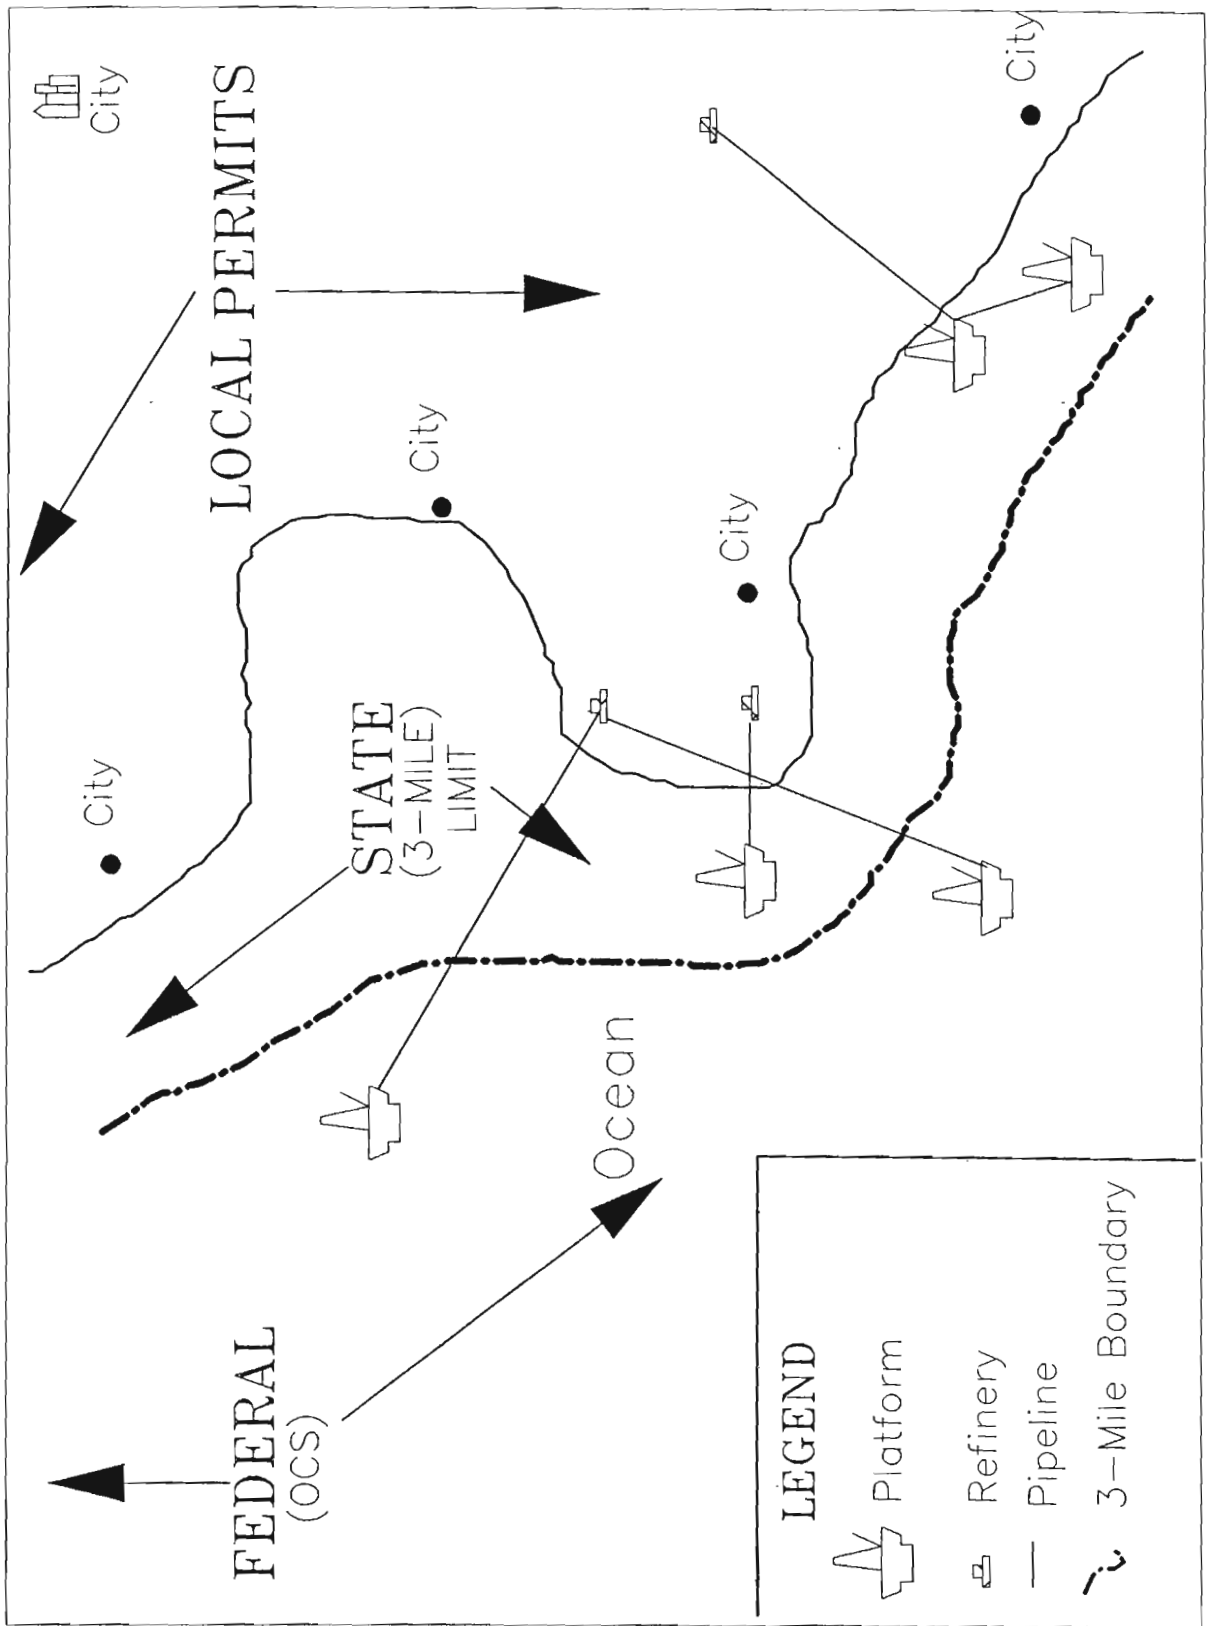 FEDERAL
(OCS)
STATE
(3-MILE)
LIMIT
LOCAL PERMITS
City
City
City
City
City
Ocean
LEGEND
Platform
Refinery
Pipeline
3-Mile Boundary